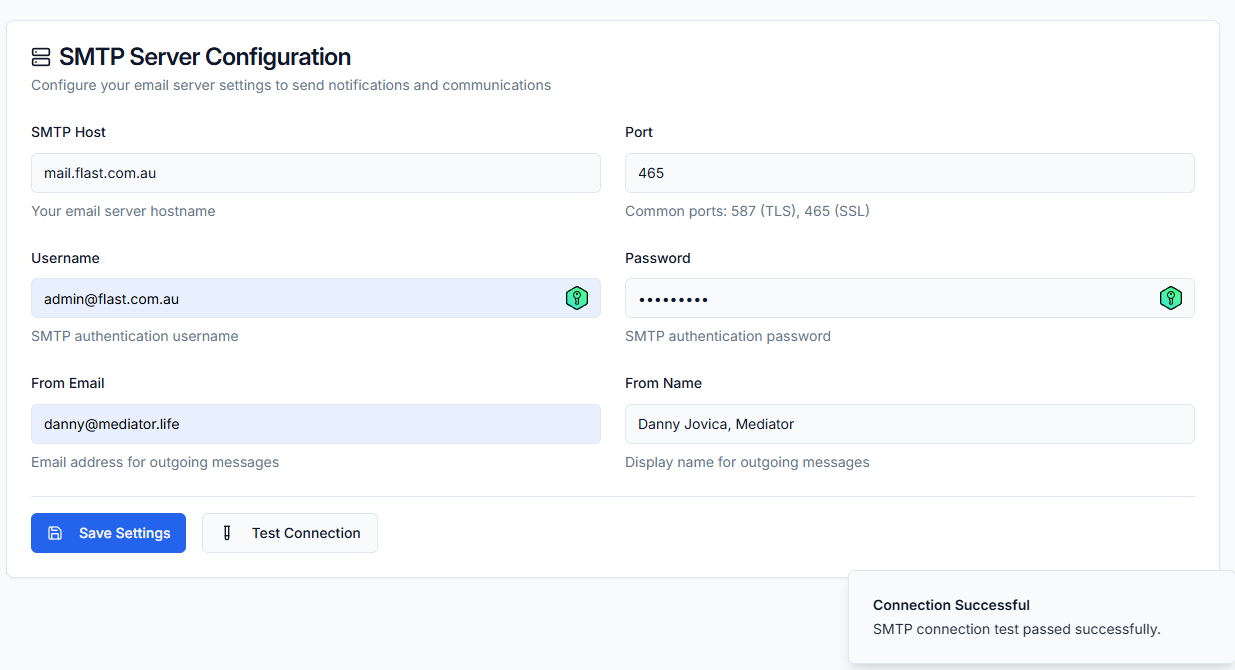 SMTP Server Configuration
Configure your email server settings to send notifications and communications
SMTP Host
mail.flast.com.au
Your email server hostname
Port
465
Common ports: 587 (TLS), 465 (SSL)
Username
admin@flast.com.au
SMTP authentication username
Password
•••••••••
SMTP authentication password
From Email
danny@mediator.life
Email address for outgoing messages
From Name
Danny Jovica, Mediator
Display name for outgoing messages
Save Settings
Test Connection
Connection Successful
SMTP connection test passed successfully.